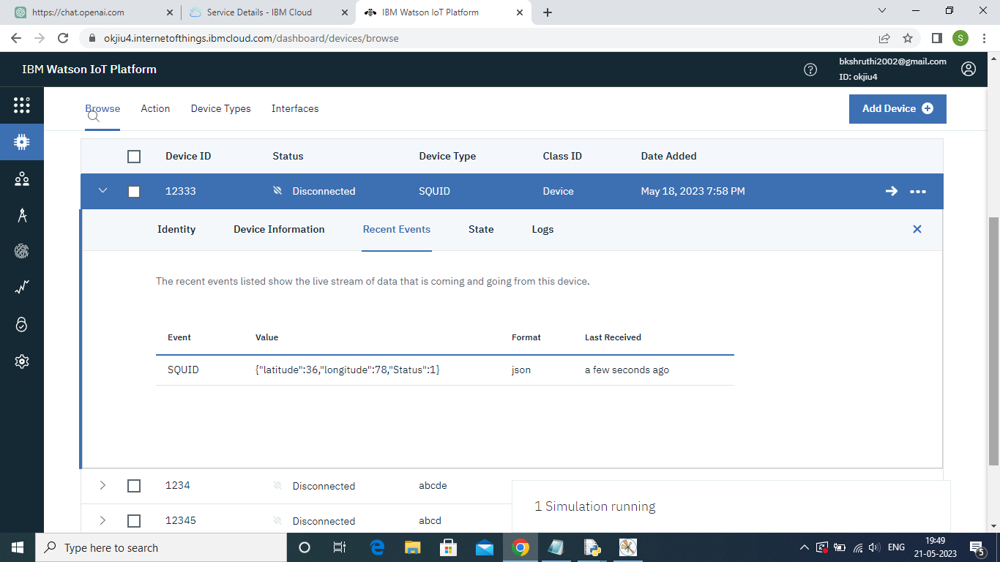 https://chat.openai.com
Service Details - IBM Cloud
IBM Watson IoT Platform
okjiu4.internetofthings.ibmcloud.com/dashboard/devices/browse
S
IBM Watson IoT Platform
bkshruthi2002@gmail.com
ID: okjiu4
Browse Action Device Types Interfaces
Add Device
Device ID Status Device Type Class ID Date Added
12333 Disconnected SQUID Device May 18, 2023 7:58 PM
Identity Device Information Recent Events State Logs
The recent events listed show the live stream of data that is coming and going from this device.
Event Value Format Last Received
SQUID {"latitude":36,"longitude":78,"Status":1} json a few seconds ago
1234 Disconnected abcde
1 Simulation running
12345 Disconnected abcd
Type here to search
ENG
19:49
21-05-2023
5